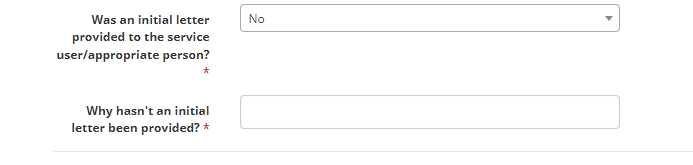 Was an initial letter No
provided to the service
user/appropriate person?
*
Why hasn't an initial
letter been provided? *